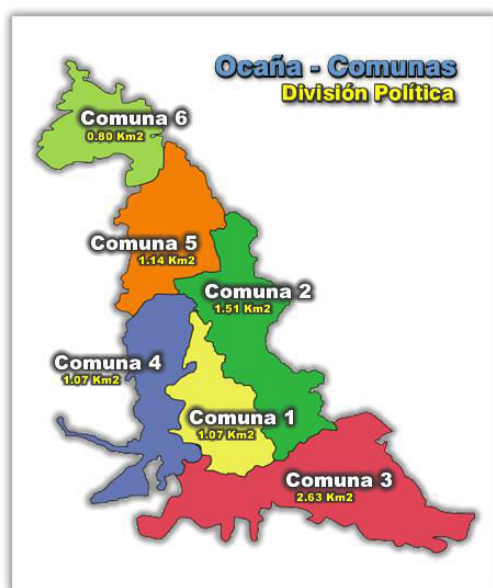 Ocaña - Comunas
División Política
Comuna 6
0.80 Km2
Comuna 5
1.14 Km2
Comuna 2
1.51 Km2
Comuna 4
1.07 Km2
Comuna 1
1.07 Km2
Comuna 3
2.63 Km2